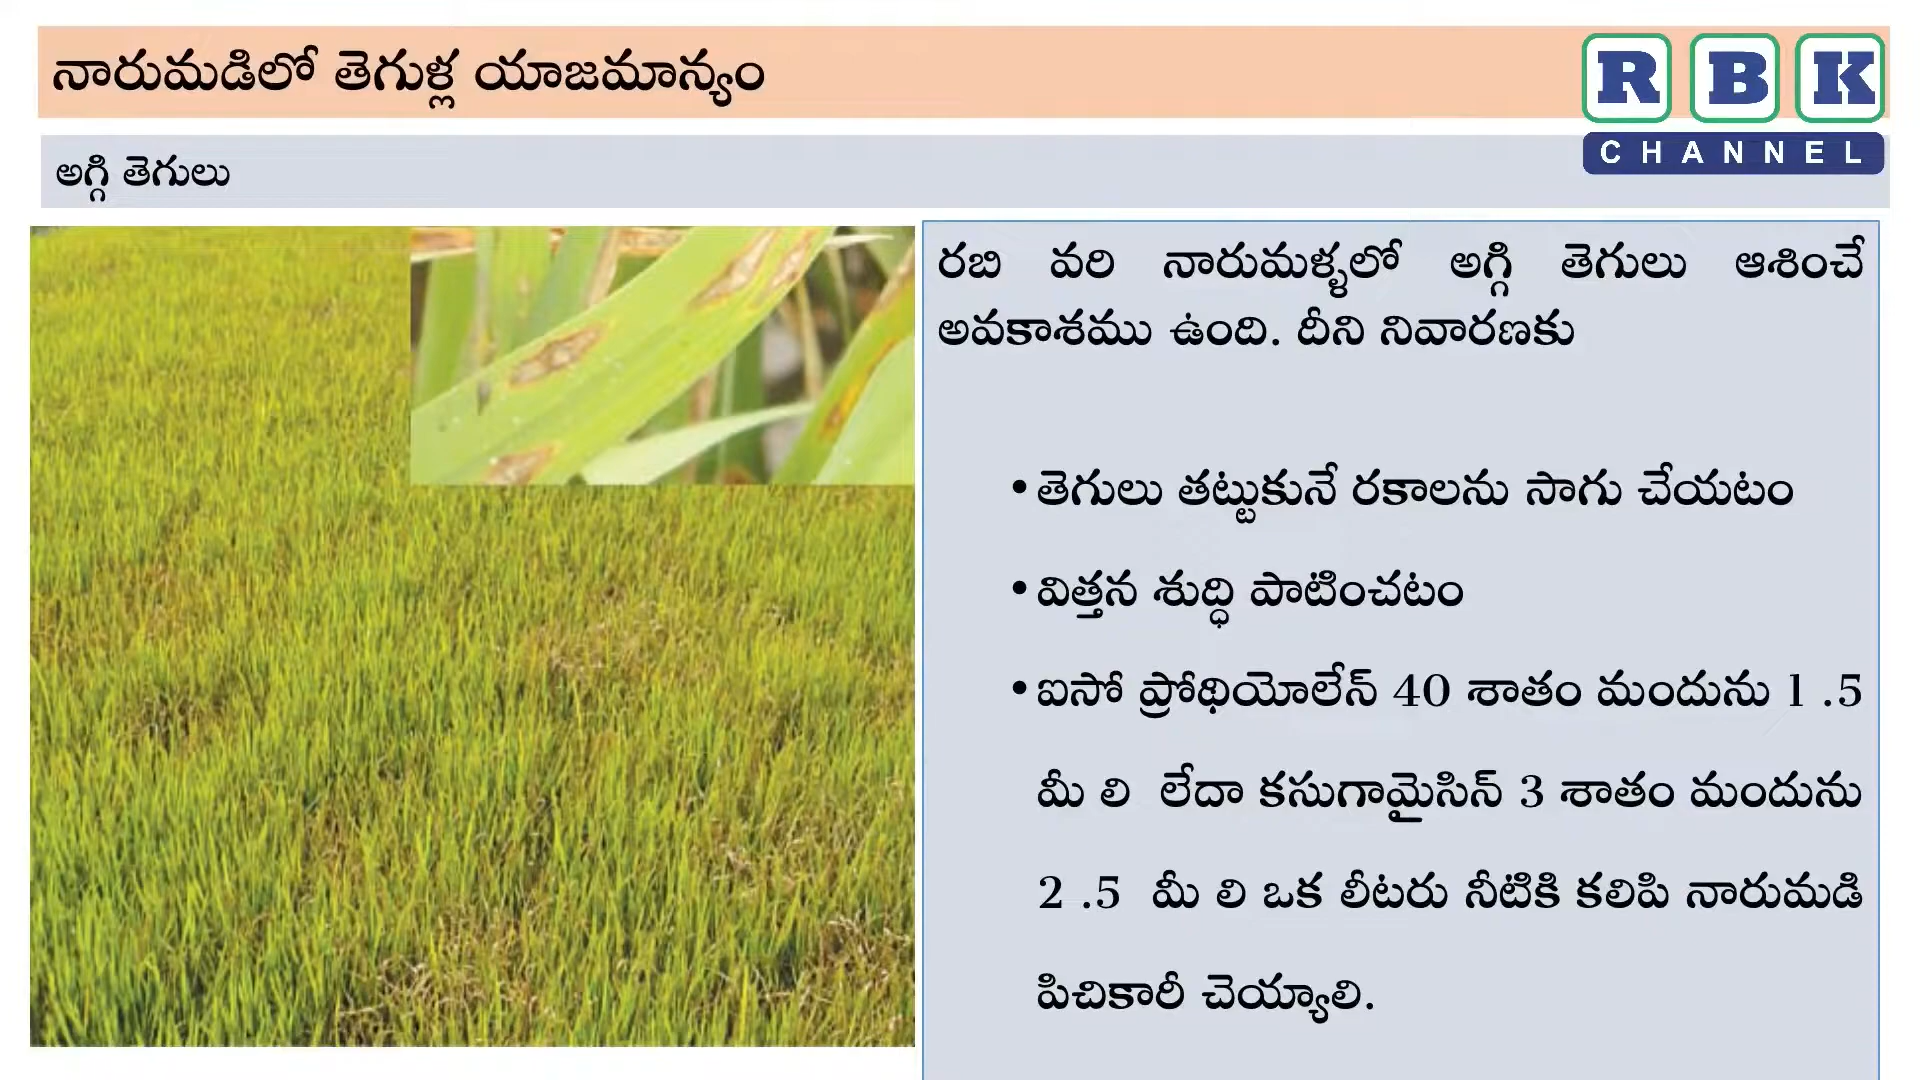 నారుమడిలో తెగుళ్ల యాజమాన్యం
R B K
CHANNEL
అగ్గి తెగులు
రబి వరి నారుమళ్ళలో అగ్గి తెగులు ఆశించే
అవకాశము ఉంది. దీని నివారణకు
• తెగులు తట్టుకునే రకాలను సాగు చేయటం
• విత్తన శుద్ధి పాటించటం
• ఐసో ప్రోథియోలేన్ 40 శాతం మందును 1 .5
మీ లి లేదా కసుగామైసిన్ 3 శాతం మందును
2 .5 మీ లి ఒక లీటరు నీటికి కలిపి నారుమడి
పిచికారీ చెయ్యాలి.